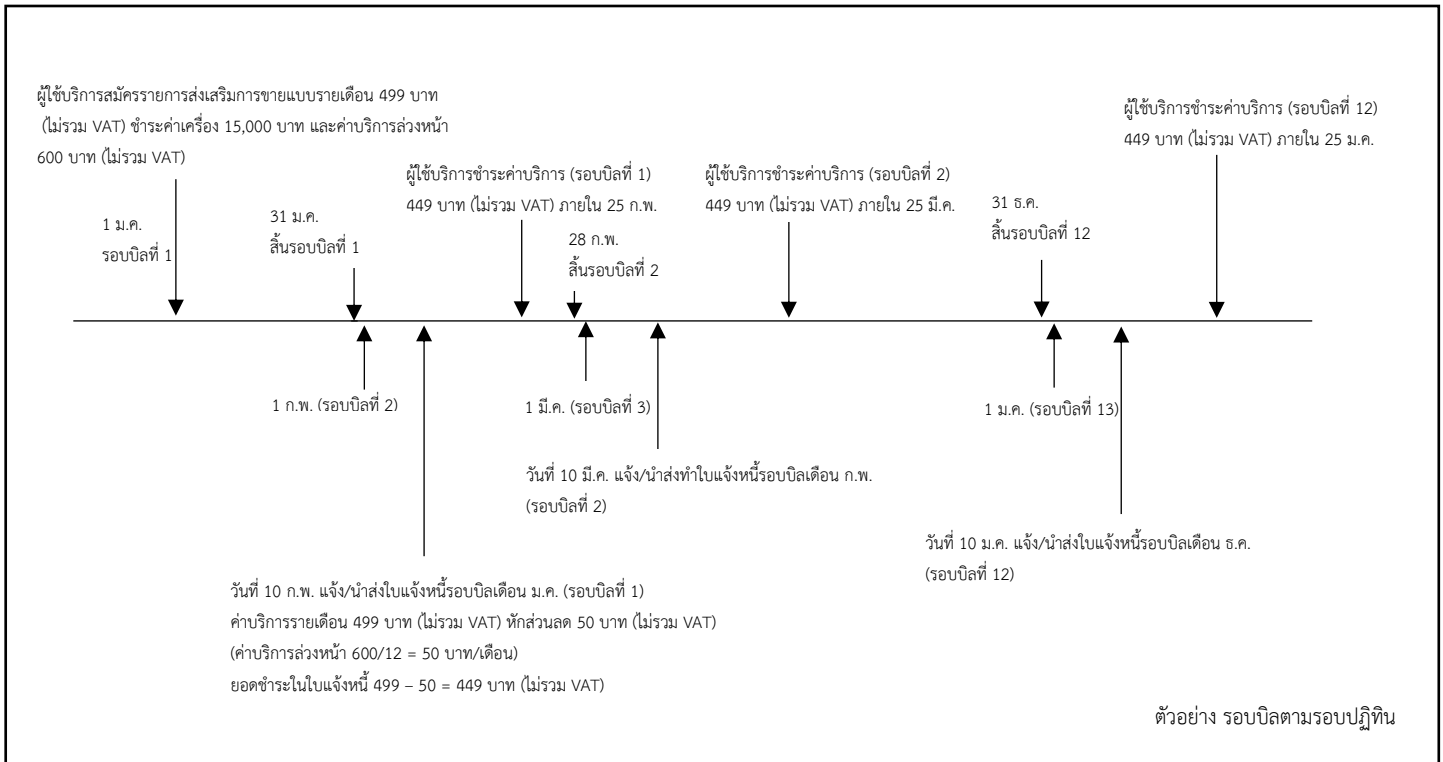 ผู้ใช้บริการสมัครรายการส่งเสริมการขายแบบรายเดือน 499 บาท
(ไม่รวม VAT) ชำระค่าเครื่อง 15,000 บาท และค่าบริการล่วงหน้า
600 บาท (ไม่รวม VAT)
1 ม.ค.
รอบบิลที่ 1
31 ม.ค.
สิ้นรอบบิลที่ 1
ผู้ใช้บริการชำระค่าบริการ (รอบบิลที่ 1)
449 บาท (ไม่รวม VAT) ภายใน 25 ก.พ.
28 ก.พ.
สิ้นรอบบิลที่ 2
ผู้ใช้บริการชำระค่าบริการ (รอบบิลที่ 2)
449 บาท (ไม่รวม VAT) ภายใน 25 มี.ค.
31 ธ.ค.
สิ้นรอบบิลที่ 12
ผู้ใช้บริการชำระค่าบริการ (รอบบิลที่ 12)
449 บาท (ไม่รวม VAT) ภายใน 25 ม.ค.
1 ก.พ. (รอบบิลที่ 2)
1 มี.ค. (รอบบิลที่ 3)
1 ม.ค. (รอบบิลที่ 13)
วันที่ 10 มี.ค. แจ้ง/นำส่งทำใบแจ้งหนี้รอบบิลเดือน ก.พ.
(รอบบิลที่ 2)
วันที่ 10 ม.ค. แจ้ง/นำส่งใบแจ้งหนี้รอบบิลเดือน ธ.ค.
(รอบบิลที่ 12)
วันที่ 10 ก.พ. แจ้ง/นำส่งใบแจ้งหนี้รอบบิลเดือน ม.ค. (รอบบิลที่ 1)
ค่าบริการรายเดือน 499 บาท (ไม่รวม VAT) หักส่วนลด 50 บาท (ไม่รวม VAT)
(ค่าบริการล่วงหน้า 600/12 = 50 บาท/เดือน)
ยอดชำระในใบแจ้งหนี้ 499 – 50 = 449 บาท (ไม่รวม VAT)
ตัวอย่าง รอบบิลตามรอบปฏิทิน